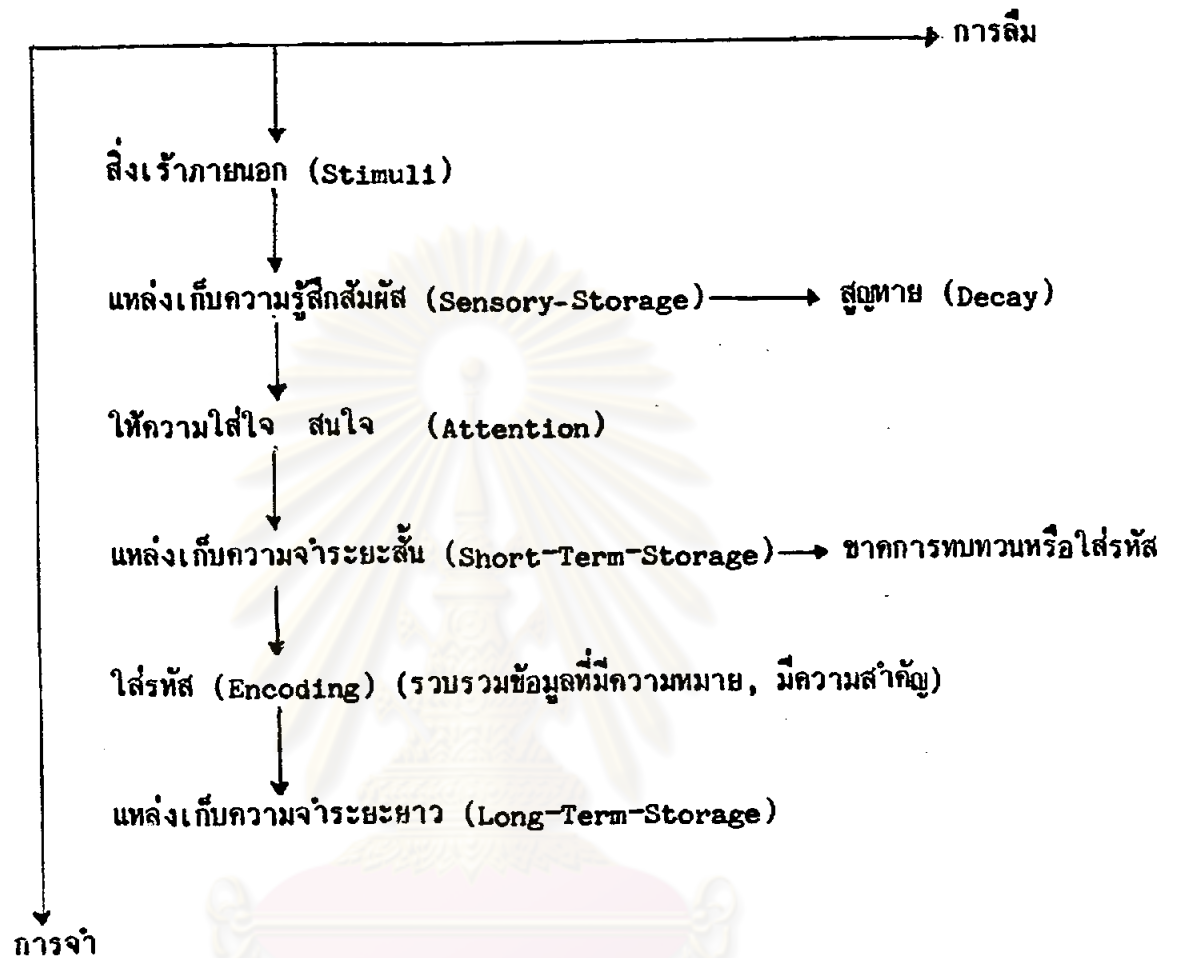 การลืม
สิ่งเร้าภายนอก (Stimuli)
แหล่งเก็บความรู้สึกสัมผัส (Sensory-Storage) สูญหาย (Decay)
ให้ความใส่ใจ สนใจ (Attention)
แหล่งเก็บความจำระยะสั้น (Short-Term-Storage) ขาดการทบทวนหรือใส่รหัส
ใส่รหัส (Encoding) (รวบรวมข้อมูลที่มีความหมาย, มีความสำคัญ)
แหล่งเก็บความจำระยะยาว (Long-Term-Storage)
การจำ